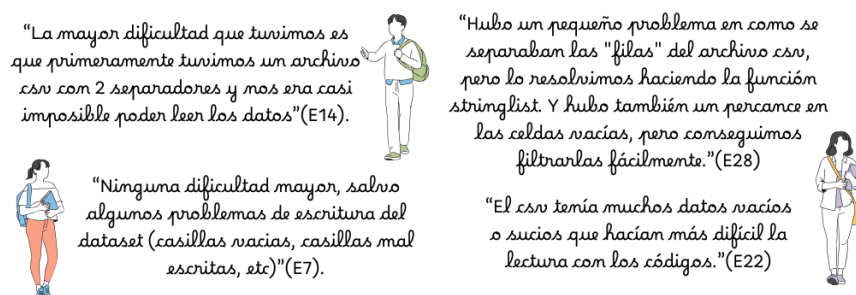 “La mayor dificultad que tuvimos es
que primeramente tuvimos un archivo
csv con 2 separadores y nos era casi
imposible poder leer los datos”(E14).
“Ninguna dificultad mayor, salvo
algunos problemas de escritura del
dataset (casillas vacias, casillas mal
escritas, etc)”(E7).
“Hubo un pequeño problema en como se
separaban las "filas" del archivo csv,
pero lo resolvimos haciendo la función
stringlist. Y hubo también un percance en
las celdas vacías, pero conseguimos
filtrarlas fácilmente.”(E28)
“El csv tenía muchos datos vacíos
o sucios que hacían más difícil la
lectura con los códigos.”(E22)